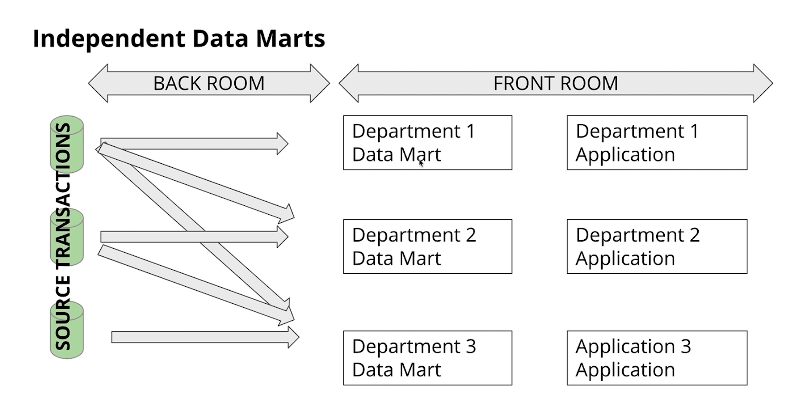 Independent Data Marts
BACK ROOM
FRONT ROOM
SOURCE TRANSACTIONS
Department 1
Data Mart
Department 1
Application
Department 2
Data Mart
Department 2
Application
Department 3
Data Mart
Application 3
Application